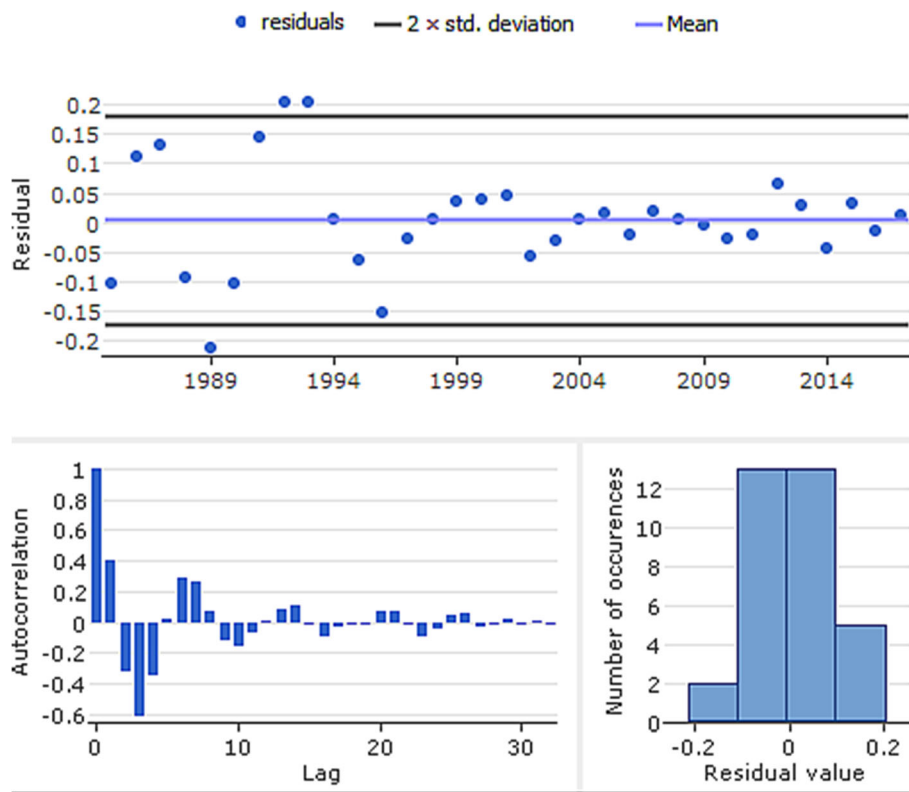 residuals 2 × std. deviation Mean
Residual
0.2
0.15
0.1
0.05
0
-0.05
-0.1
-0.15
-0.2
1989 1994 1999 2004 2009 2014
Autocorrelation
1
0.8
0.6
0.4
0.2
0
-0.2
-0.4
-0.6
0 10 20 30
Lag
Number of occurences
12
10
8
6
4
2
0
-0.2 0 0.2
Residual value